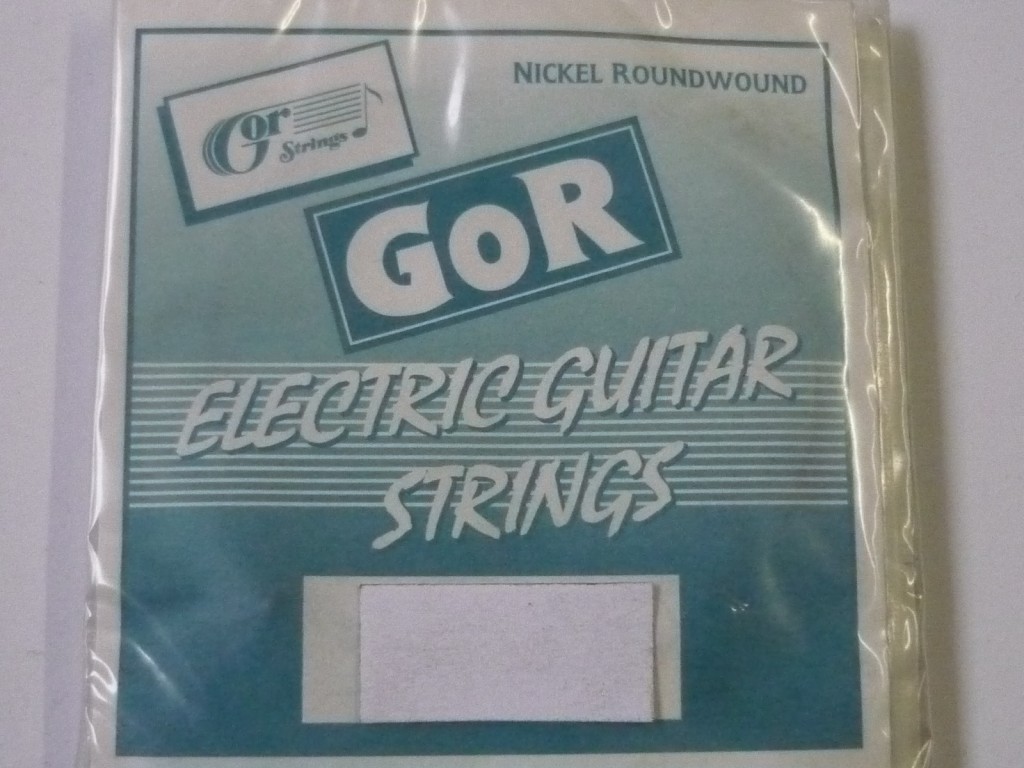 NICKEL ROUNDWOUND
Gor
Strings
GoR
ELECTRIC GUITAR
STRINGS